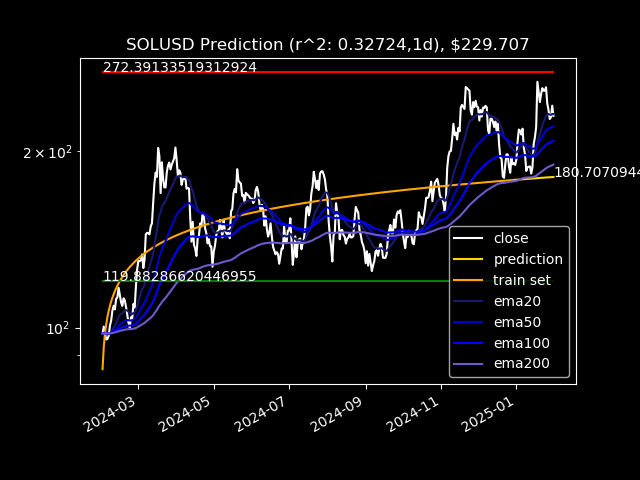 SOLUSD Prediction (r^2: 0.32724,1d), $229.707
272.39133519312924
2 × 10²
180.7070944
119.88286620446955
10²
close
prediction
train set
ema20
ema50
ema100
ema200
2024-03
2024-05
2024-07
2024-09
2024-11
2025-01